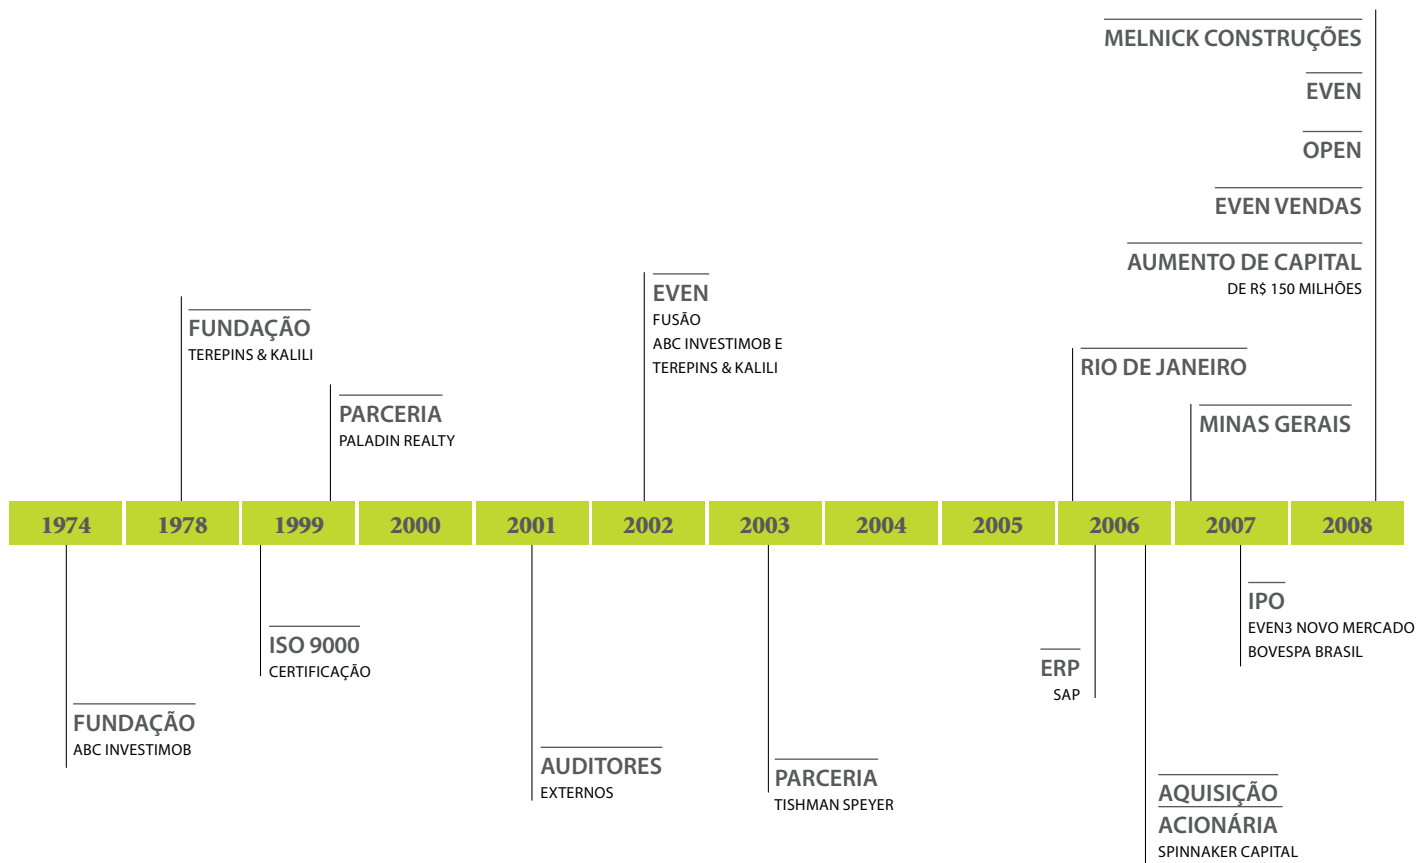 MELNICK CONSTRUÇÕES
EVEN
OPEN
EVEN VENDAS
AUMENTO DE CAPITAL
DE R$ 150 MILHÕES
EVEN
FUSÃO
ABC INVESTIMOB E
TEREPINS & KALILI
FUNDAÇÃO
TEREPINS & KALILI
RIO DE JANEIRO
PARCERIA
PALADIN REALTY
MINAS GERAIS
1974 1978 1999 2000 2001 2002 2003 2004 2005 2006 2007 2008
IPO
EVEN3 NOVO MERCADO
BOVESPA BRASIL
ISO 9000
CERTIFICAÇÃO
ERP
SAP
FUNDAÇÃO
ABC INVESTIMOB
AUDITORES
EXTERNOS
PARCERIA
TISHMAN SPEYER
AQUISIÇÃO
ACIONÁRIA
SPINNAKER CAPITAL